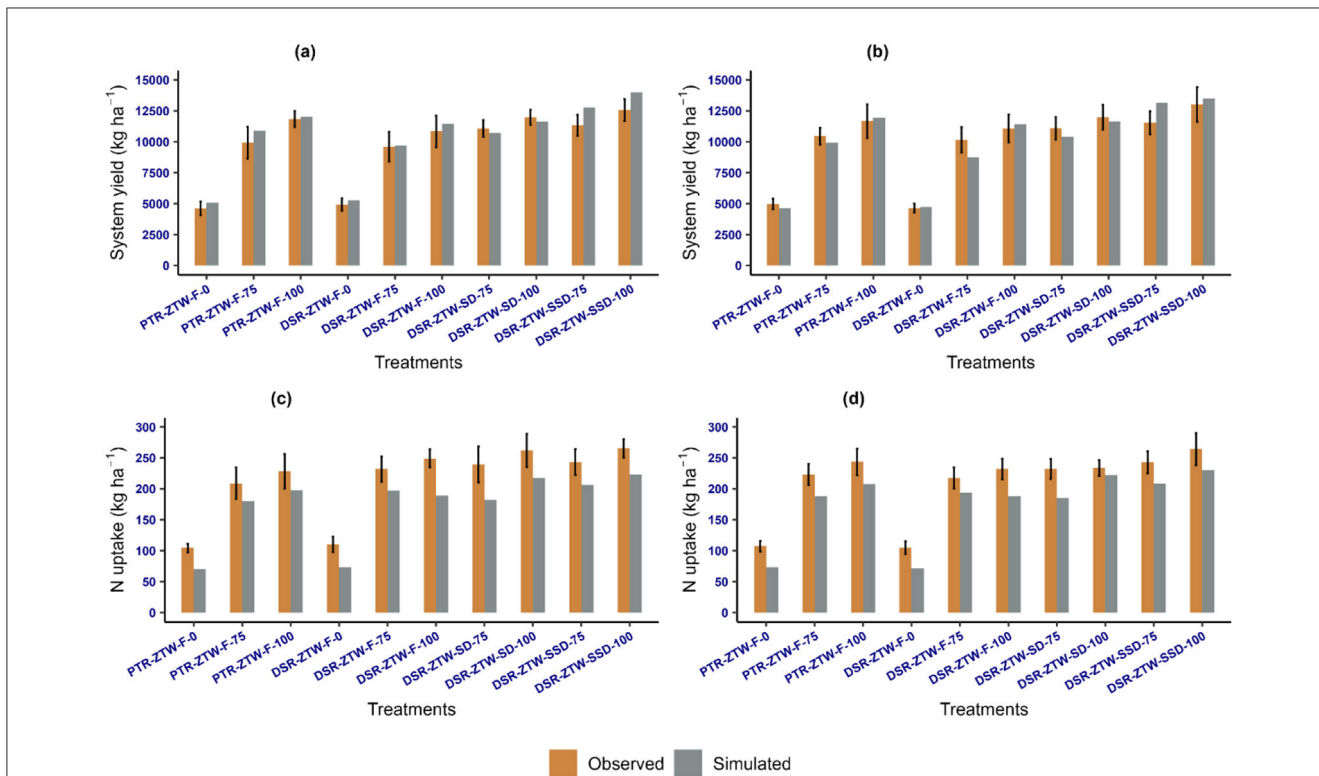 (a)
System yield (kg ha⁻¹)
15000
12500
10000
7500
5000
2500
0
PTR-ZTW-F-0
PTR-ZTW-F-75
PTR-ZTW-F-100
DSR-ZTW-F-0
DSR-ZTW-F-75
DSR-ZTW-F-100
DSR-ZTW-SD-75
DSR-ZTW-SD-100
DSR-ZTW-SSD-75
DSR-ZTW-SSD-100
Treatments
(b)
System yield (kg ha⁻¹)
15000
12500
10000
7500
5000
2500
0
PTR-ZTW-F-0
PTR-ZTW-F-75
PTR-ZTW-F-100
DSR-ZTW-F-0
DSR-ZTW-F-75
DSR-ZTW-F-100
DSR-ZTW-SD-75
DSR-ZTW-SD-100
DSR-ZTW-SSD-75
DSR-ZTW-SSD-100
Treatments
(c)
N uptake (kg ha⁻¹)
300
250
200
150
100
50
0
PTR-ZTW-F-0
PTR-ZTW-F-75
PTR-ZTW-F-100
DSR-ZTW-F-0
DSR-ZTW-F-75
DSR-ZTW-F-100
DSR-ZTW-SD-75
DSR-ZTW-SD-100
DSR-ZTW-SSD-75
DSR-ZTW-SSD-100
Treatments
(d)
N uptake (kg ha⁻¹)
300
250
200
150
100
50
0
PTR-ZTW-F-0
PTR-ZTW-F-75
PTR-ZTW-F-100
DSR-ZTW-F-0
DSR-ZTW-F-75
DSR-ZTW-F-100
DSR-ZTW-SD-75
DSR-ZTW-SD-100
DSR-ZTW-SSD-75
DSR-ZTW-SSD-100
Treatments
Observed
Simulated